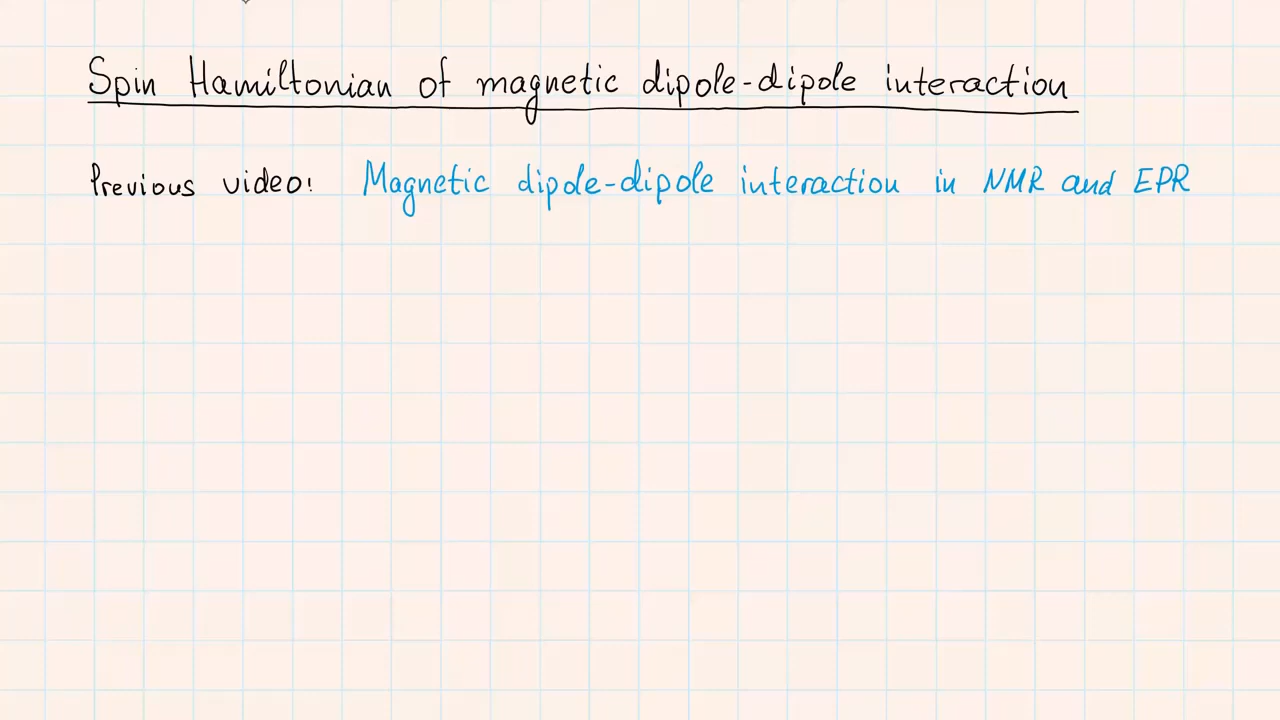 Spin Hamiltonian of magnetic dipole-dipole interaction
Previous video: Magnetic dipole-dipole interaction in NMR and EPR